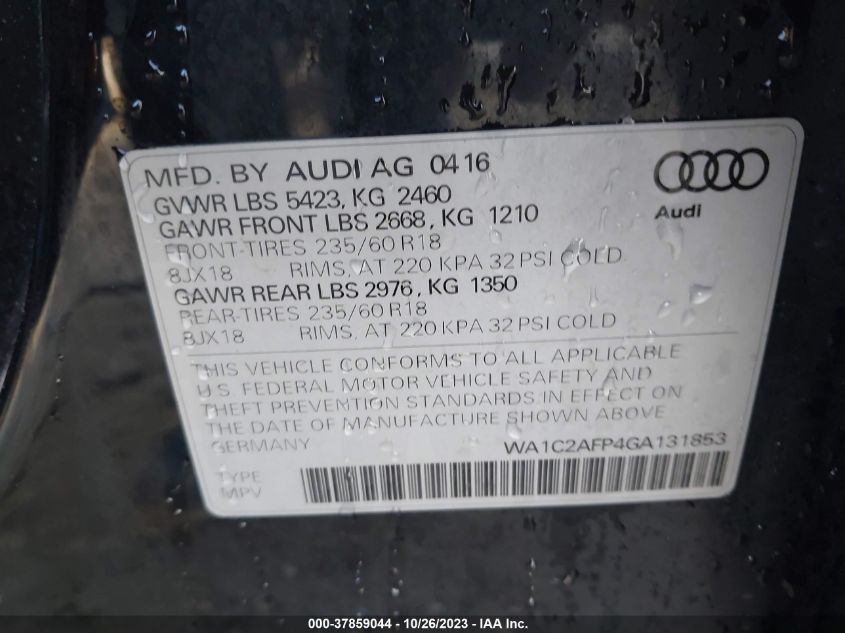 MFD. BY AUDI AG 0416
GVWR LBS 5423, KG 2460
GAWR FRONT LBS 2668, KG 1210
FRONT-TIRES 235/60 R18
8JX18 RIMS, AT 220 KPA 32 PSI COLD
GAWR REAR LBS 2976, KG 1350
REAR-TIRES 235/60 R18
8JX18 RIMS, AT 220 KPA 32 PSI COLD
Audi
THIS VEHICLE CONFORMS TO ALL APPLICABLE
U.S. FEDERAL MOTOR VEHICLE SAFETY AND
THEFT PREVENTION STANDARDS IN EFFECT ON
THE DATE OF MANUFACTURE SHOWN ABOVE
GERMANY WA1C2AFP4GA131853
TYPE
MPV
000-37859044 / 10/26/2023 - IAA Inc.